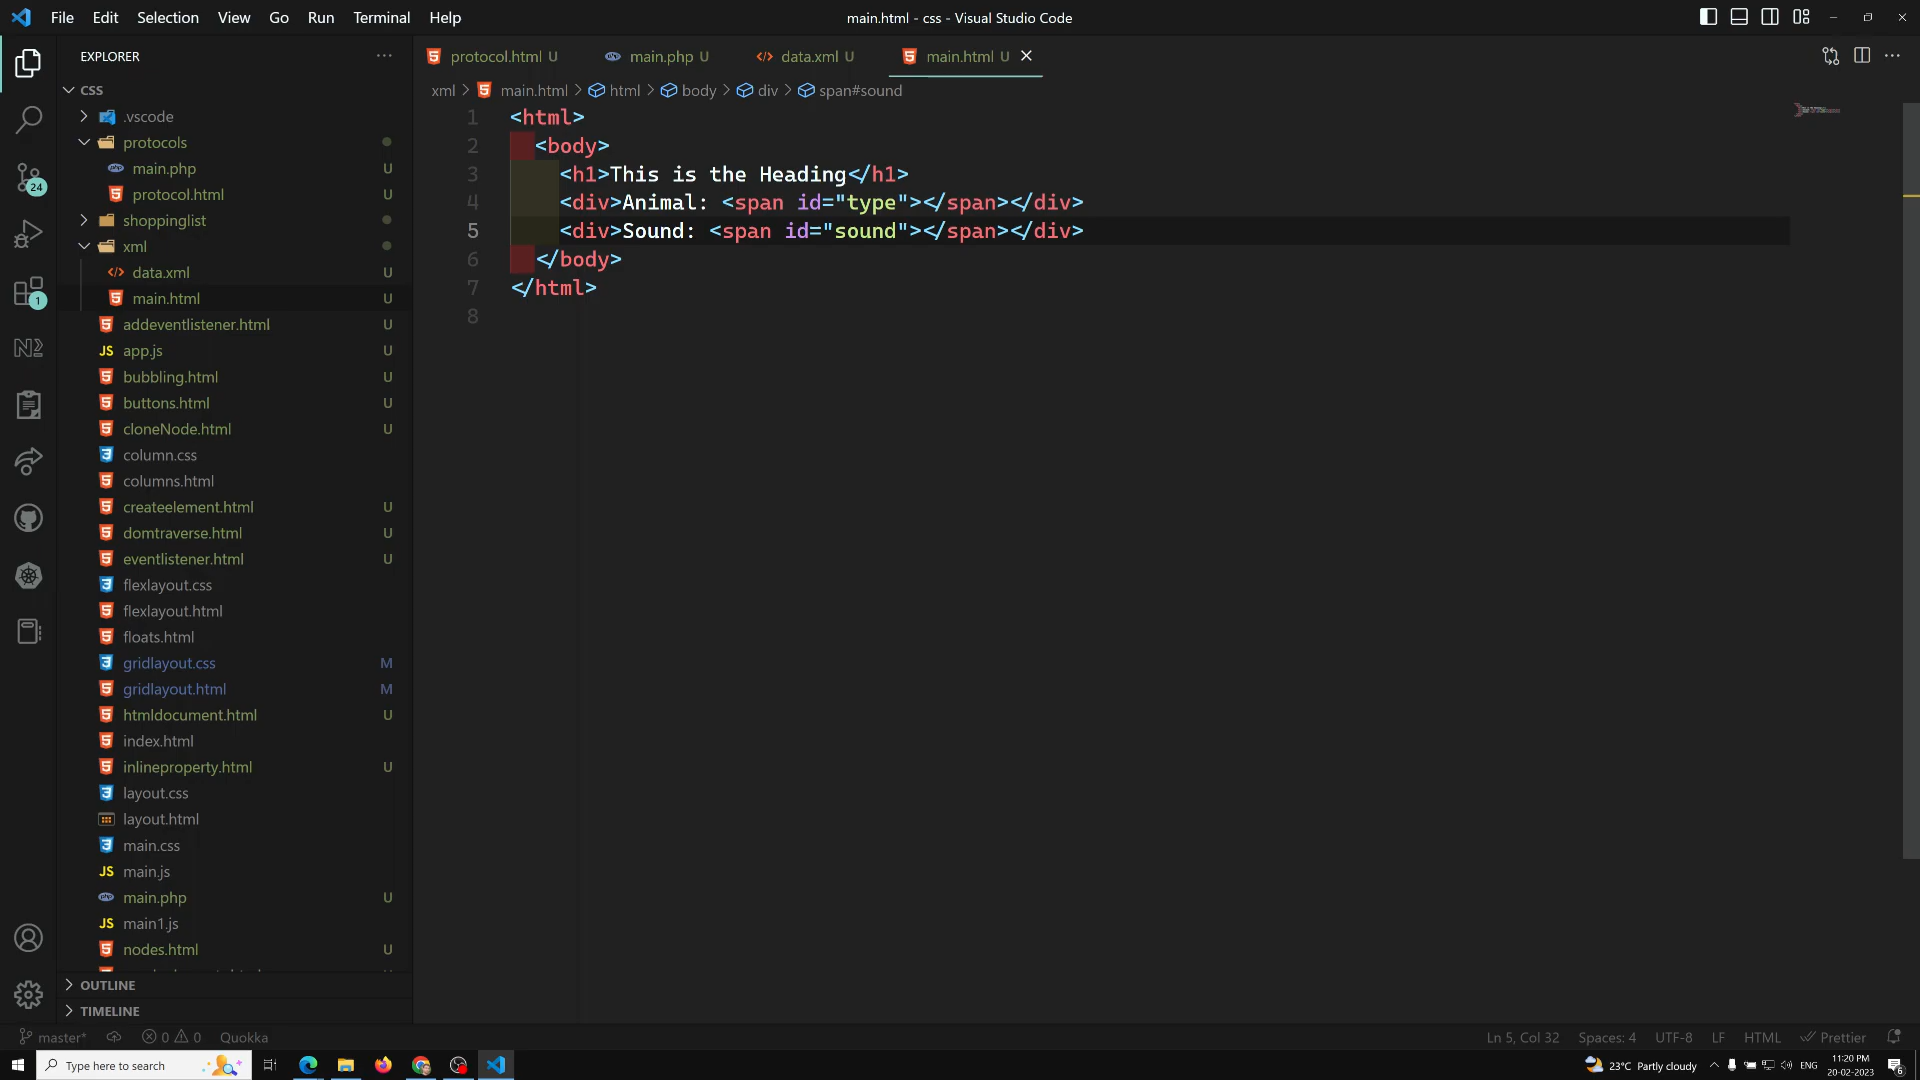 File Edit Selection View Go Run Terminal Help
main.html - css - Visual Studio Code
EXPLORER
protocol.html U
main.php U
data.xml U
main.html U
xml > main.html > html > body > div > span#sound
CSS
.vscode
protocols
main.php U
protocol.html U
shoppinglist
xml
data.xml U
main.html U
addeventlistener.html U
app.js U
bubbling.html U
buttons.html U
cloneNode.html U
column.css
columns.html
createelement.html U
domtraverse.html U
eventlistener.html U
flexlayout.css
flexlayout.html
floats.html
gridlayout.css M
gridlayout.html M
htmldocument.html U
index.html
inlineproperty.html U
layout.css
layout.html
main.css
main.js
main.php U
main1.js
nodes.html U
OUTLINE
TIMELINE
24
1
1 <html>
2 <body>
3 <h1>This is the Heading</h1>
4 <div>Animal: <span id="type"></span></div>
5 <div>Sound: <span id="sound"></span></div>
6 </body>
7 </html>
8
master* 0 0 Quokka
Ln 5, Col 32 Spaces: 4 UTF-8 LF HTML Prettier
Type here to search
23°C Partly cloudy
ENG
11:20 PM
20-02-2023
6